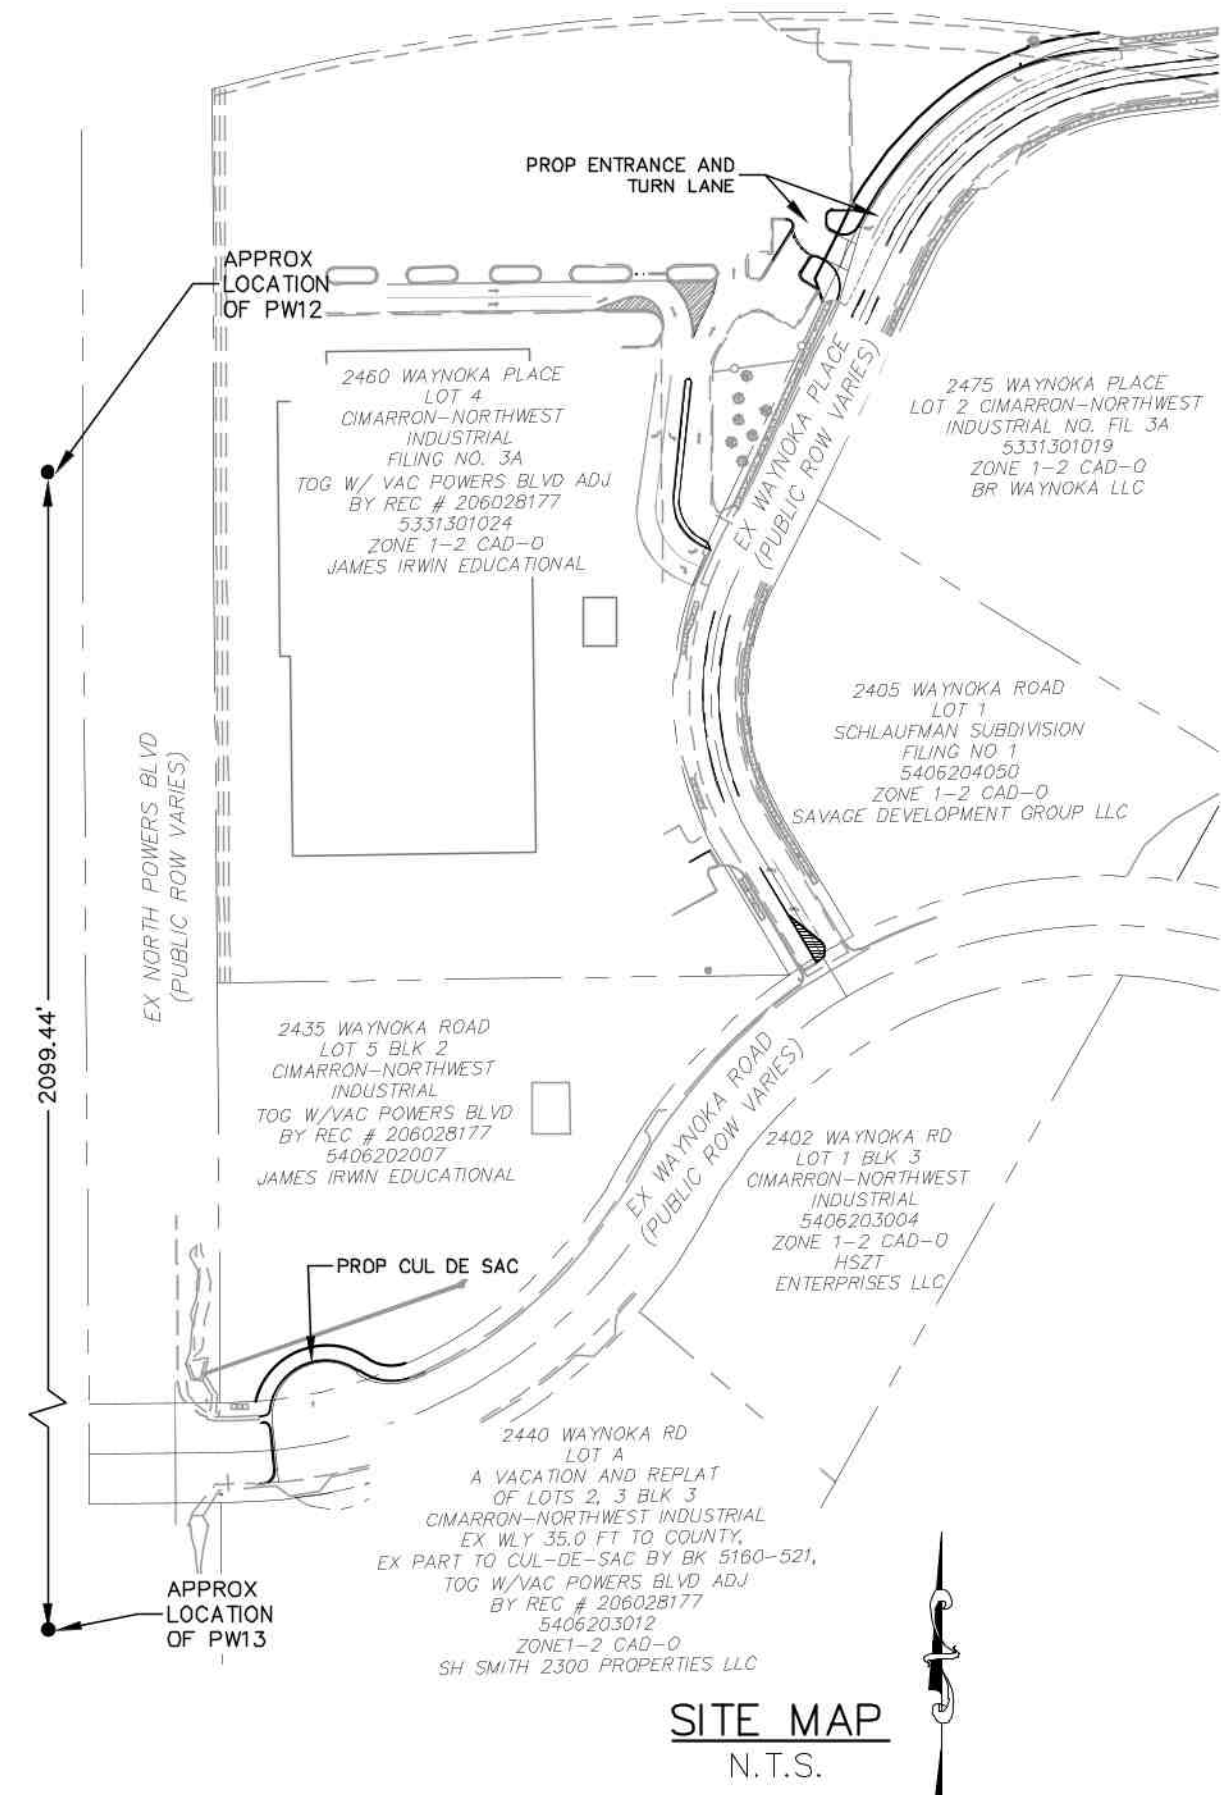 PROP ENTRANCE AND
TURN LANE
APPROX
LOCATION
OF PW12
2460 WAYNOKA PLACE
LOT 4
CIMARRON-NORTHWEST
INDUSTRIAL
FILING NO. 3A
TOG W/ VAC POWERS BLVD ADJ
BY REC # 206028177
5331301024
ZONE 1-2 CAD-O
JAMES IRWIN EDUCATIONAL
EX WAYNOKA PLACE
(PUBLIC ROW VARIES)
2475 WAYNOKA PLACE
LOT 2 CIMARRON-NORTHWEST
INDUSTRIAL NO. FIL 3A
5331301019
ZONE 1-2 CAD-O
BR WAYNOKA LLC
2405 WAYNOKA ROAD
LOT 1
SCHLAUFMAN SUBDIVISION
FILING NO 1
5406204050
ZONE 1-2 CAD-O
SAVAGE DEVELOPMENT GROUP LLC
EX NORTH POWERS BLVD
(PUBLIC ROW VARIES)
2099.44'
2435 WAYNOKA ROAD
LOT 5 BLK 2
CIMARRON-NORTHWEST
INDUSTRIAL
TOG W/VAC POWERS BLVD
BY REC # 206028177
5406202007
JAMES IRWIN EDUCATIONAL
EX WAYNOKA ROAD
(PUBLIC ROW VARIES)
2402 WAYNOKA RD
LOT 1 BLK 3
CIMARRON-NORTHWEST
INDUSTRIAL
5406203004
ZONE 1-2 CAD-O
HSZT
ENTERPRISES LLC
PROP CUL DE SAC
2440 WAYNOKA RD
LOT A
A VACATION AND REPLAT
OF LOTS 2, 3 BLK 3
CIMARRON-NORTHWEST INDUSTRIAL
EX WLY 35.0 FT TO COUNTY,
EX PART TO CUL-DE-SAC BY BK 5160-521,
TOG W/VAC POWERS BLVD ADJ
BY REC # 206028177
5406203012
ZONE1-2 CAD-O
SH SMITH 2300 PROPERTIES LLC
APPROX
LOCATION
OF PW13
SITE MAP
N.T.S.